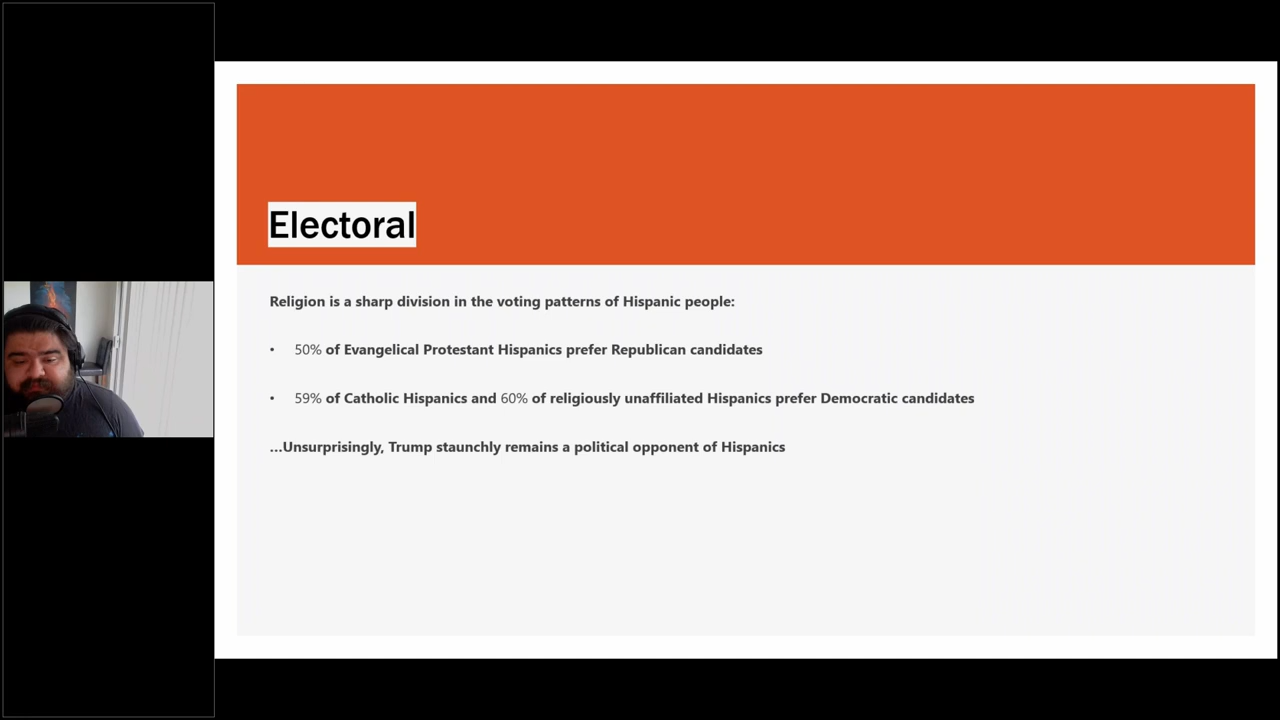 Electoral
Religion is a sharp division in the voting patterns of Hispanic people:
• 50% of Evangelical Protestant Hispanics prefer Republican candidates
• 59% of Catholic Hispanics and 60% of religiously unaffiliated Hispanics prefer Democratic candidates
...Unsurprisingly, Trump staunchly remains a political opponent of Hispanics